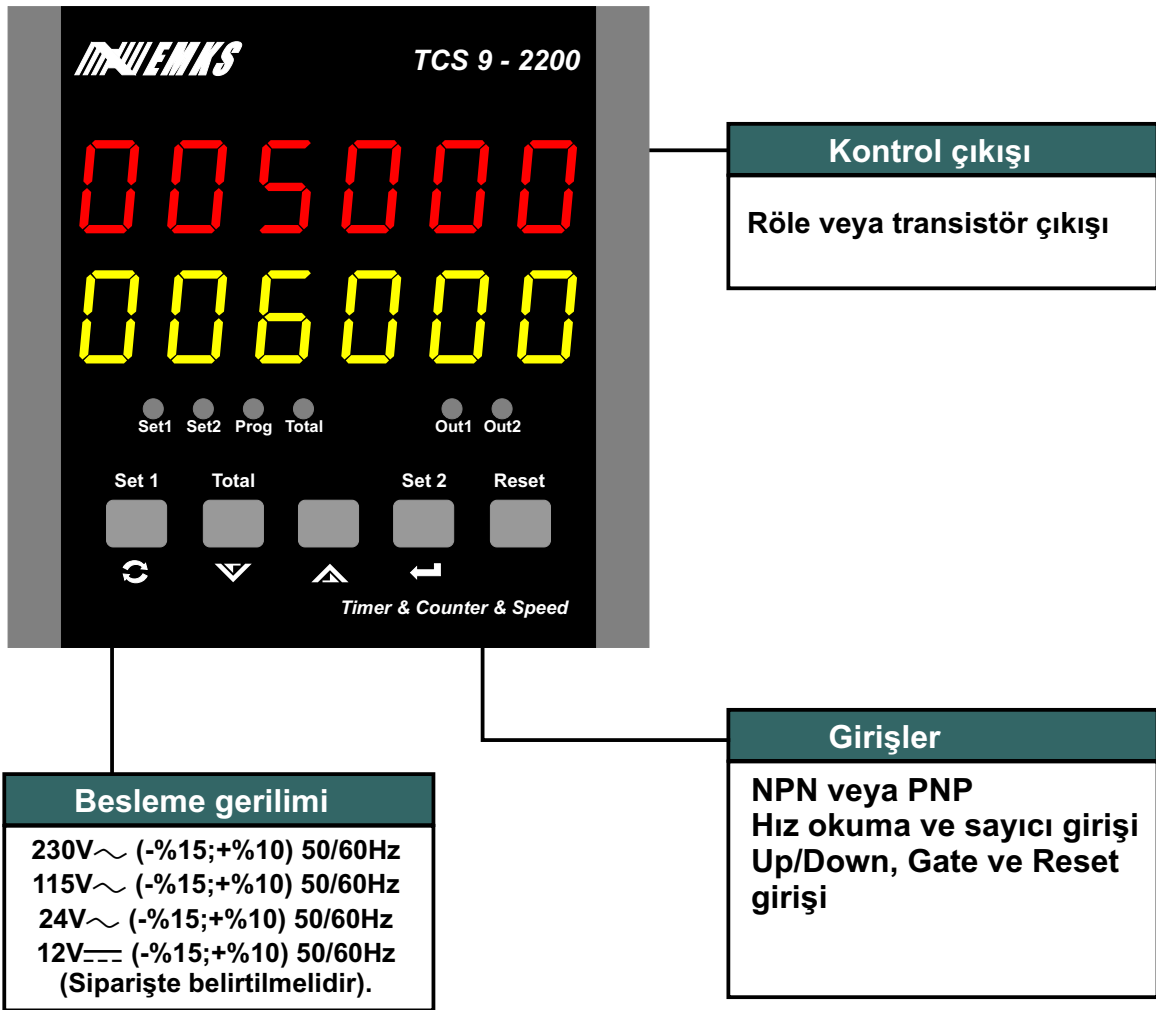 EMKS
TCS 9 - 2200
005000
006000
Set1 Set2 Prog Total Out1 Out2
Set 1 Total Set 2 Reset
Timer & Counter & Speed
Kontrol çıkışı
Röle veya transistör çıkışı
Besleme gerilimi
230V~ (-%15;+%10) 50/60Hz
115V~ (-%15;+%10) 50/60Hz
24V~ (-%15;+%10) 50/60Hz
12V⎓ (-%15;+%10) 50/60Hz
(Siparişte belirtilmelidir).
Girişler
NPN veya PNP
Hız okuma ve sayıcı girişi
Up/Down, Gate ve Reset
girişi